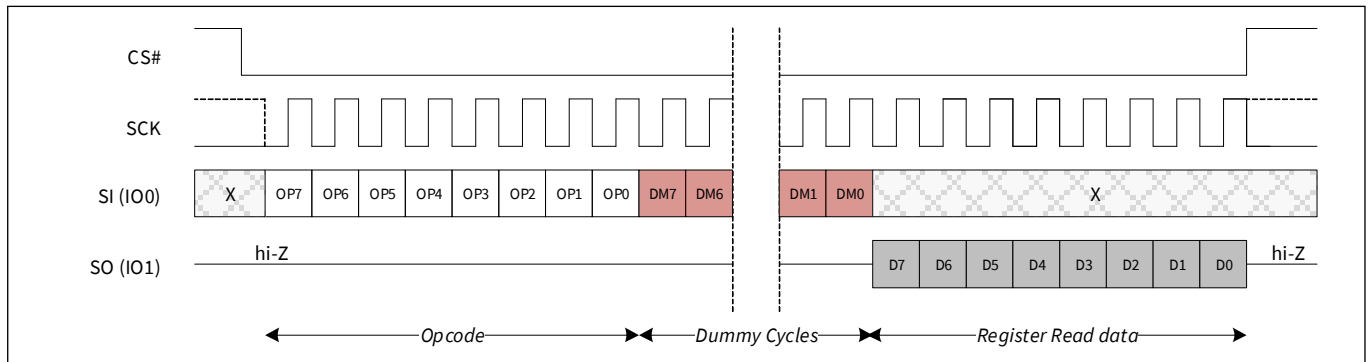 CS#
SCK
SI (IO0) X OP7 OP6 OP5 OP4 OP3 OP2 OP1 OP0 DM7 DM6 DM1 DM0 X
hi-Z hi-Z
SO (IO1) D7 D6 D5 D4 D3 D2 D1 D0
Opcode Dummy Cycles Register Read data